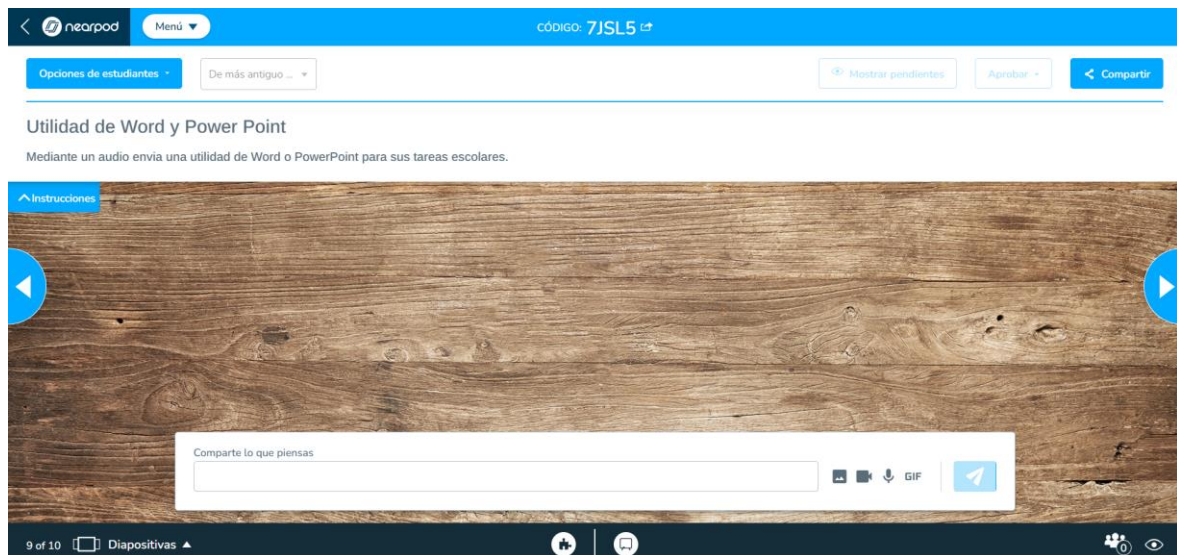 nearpod
Menú
CÓDIGO: 7JSL5
Opciones de estudiantes
De más antiguo ...
Mostrar pendientes
Aprobar
Compartir
Utilidad de Word y Power Point
Mediante un audio envia una utilidad de Word o PowerPoint para sus tareas escolares.
Instrucciones
Comparte lo que piensas
GIF
9 of 10
Diapositivas
0